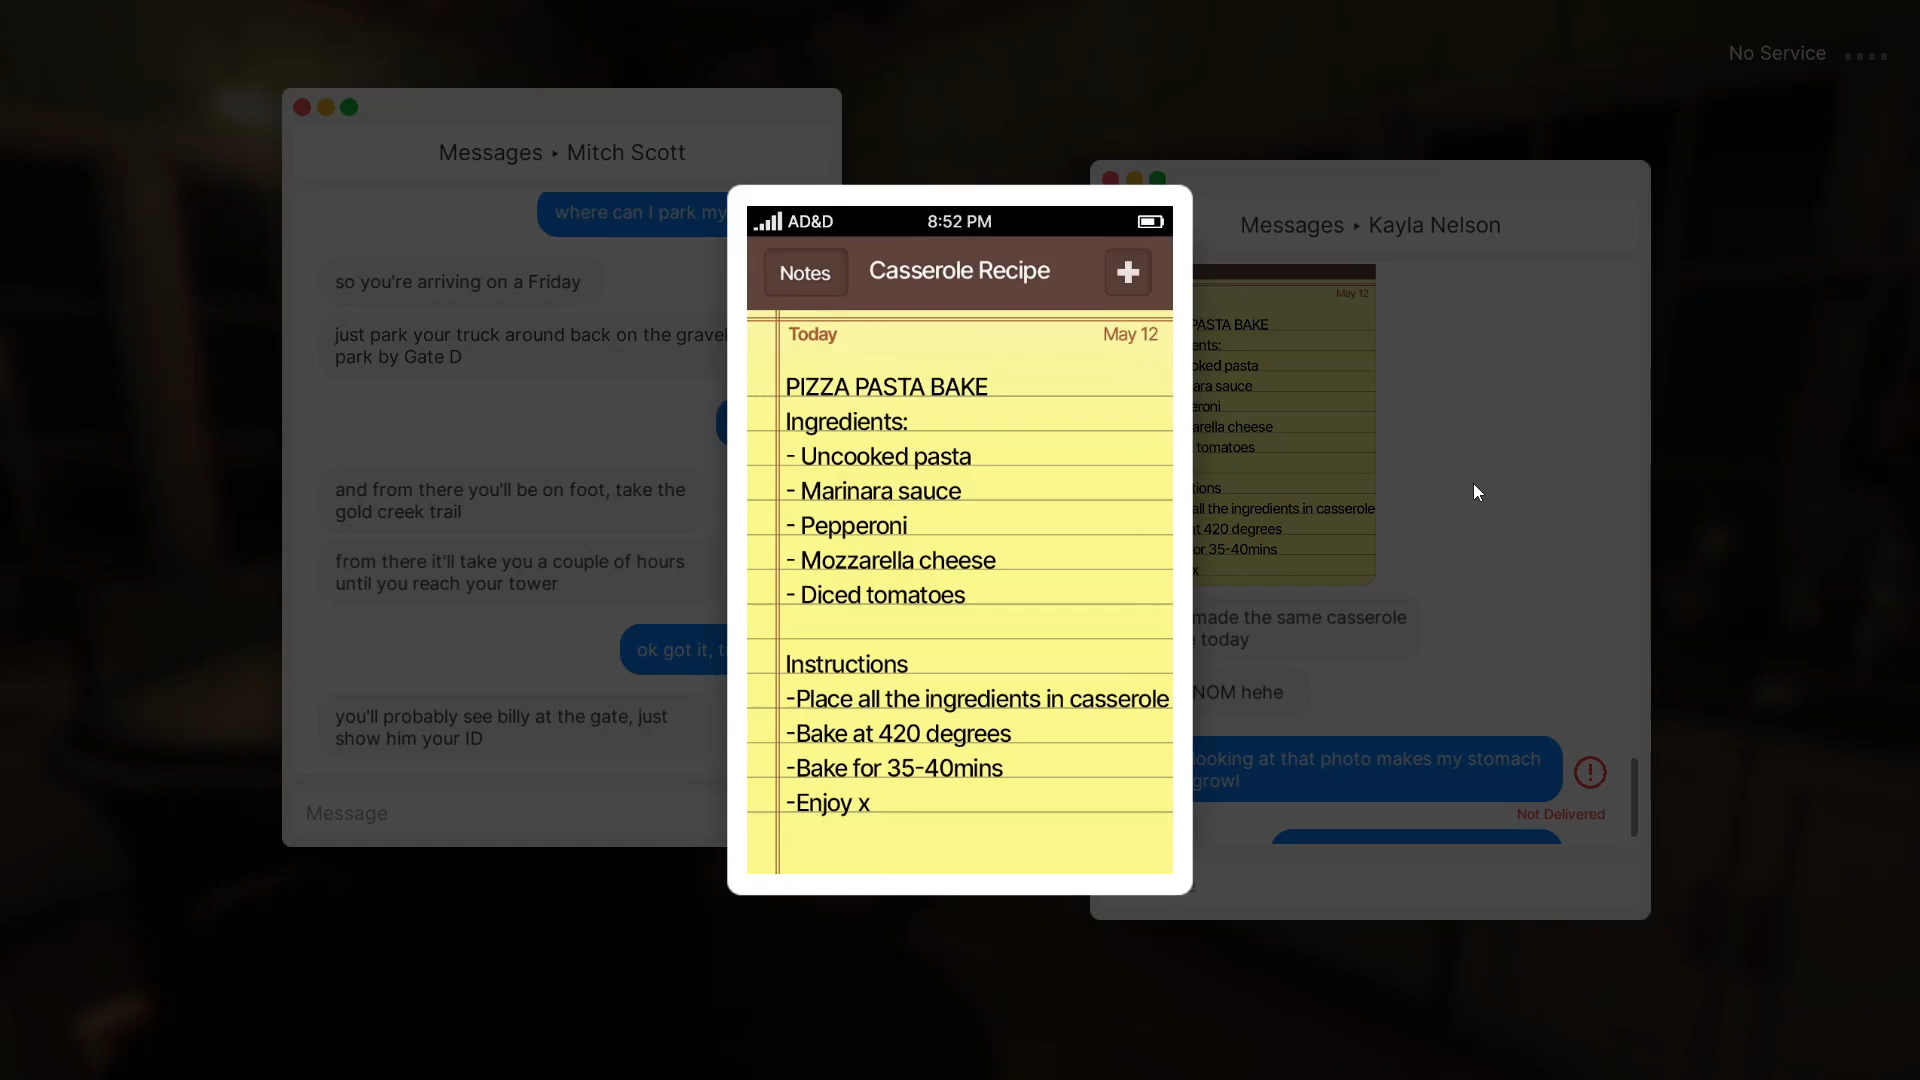 No Service
Messages ▸ Mitch Scott
where can I park my
so you're arriving on a Friday
just park your truck around back on the gravel
park by Gate D
and from there you'll be on foot, take the
gold creek trail
from there it'll take you a couple of hours
until you reach your tower
ok got it, t
you'll probably see billy at the gate, just
show him your ID
Message
AD&D 8:52 PM
Notes Casserole Recipe
Today May 12
PIZZA PASTA BAKE
Ingredients:
- Uncooked pasta
- Marinara sauce
- Pepperoni
- Mozzarella cheese
- Diced tomatoes
Instructions
-Place all the ingredients in casserole
-Bake at 420 degrees
-Bake for 35-40mins
-Enjoy x
Messages ▸ Kayla Nelson
May 12
PASTA BAKE
ents:
oked pasta
ara sauce
eroni
arella cheese
tomatoes
tions
all the ingredients in casserole
t 420 degrees
or 35-40mins
x
made the same casserole
today
NOM hehe
looking at that photo makes my stomach
growl
Not Delivered